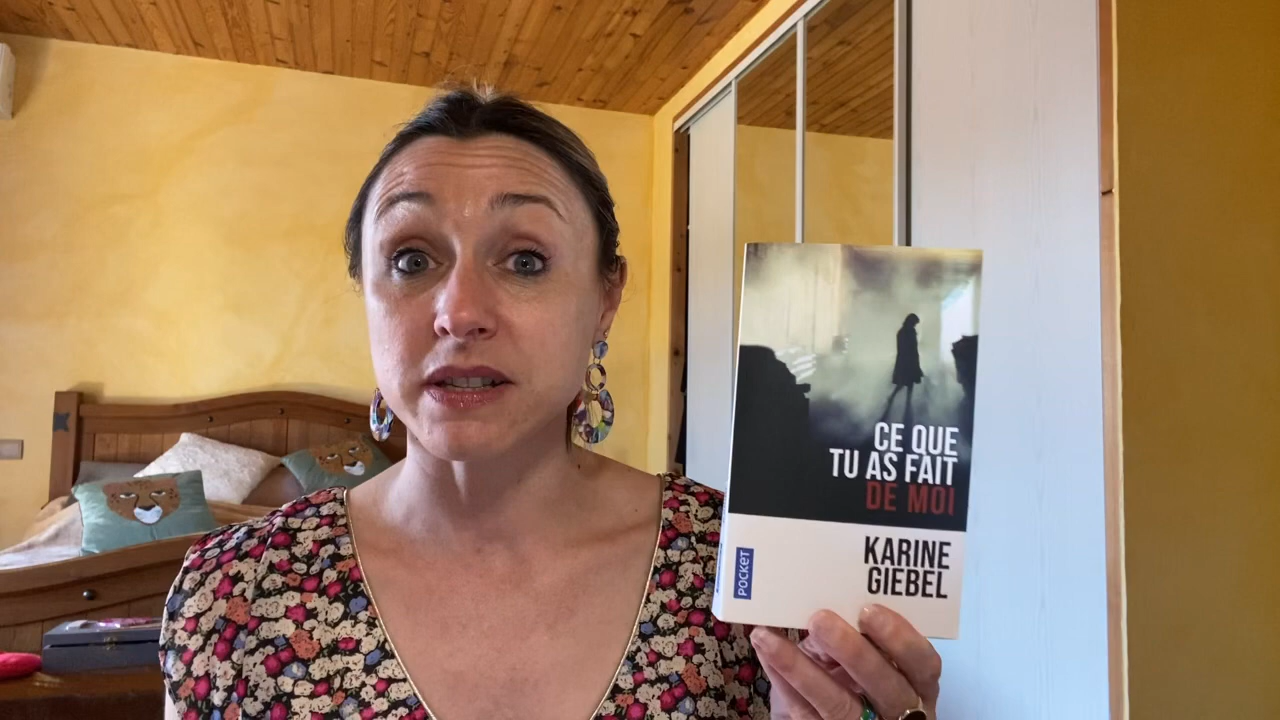 CE QUE
TU AS FAIT
DE MOI
KARINE
GIEBEL
POCKET